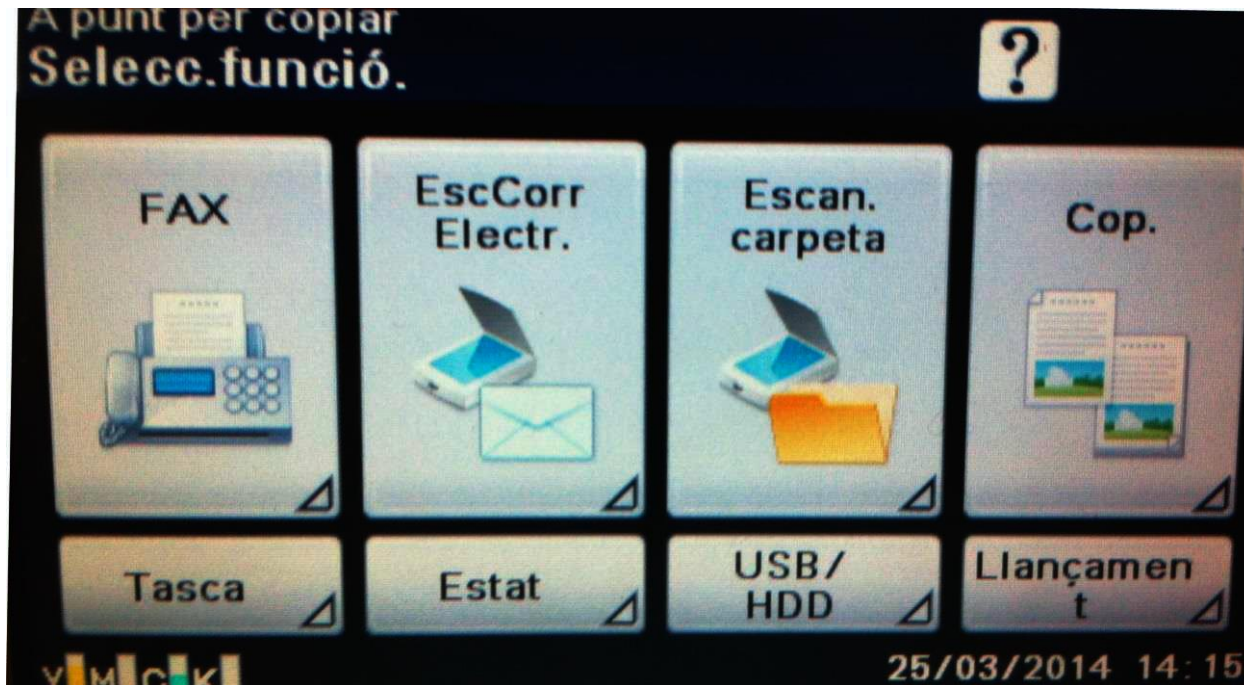 A punt per copiar
Selecc.funció.
?
FAX
EscCorr
Electr.
Escan.
carpeta
Cop.
Tasca
Estat
USB/
HDD
Llançamen
t
Y M C K
25/03/2014 14:15